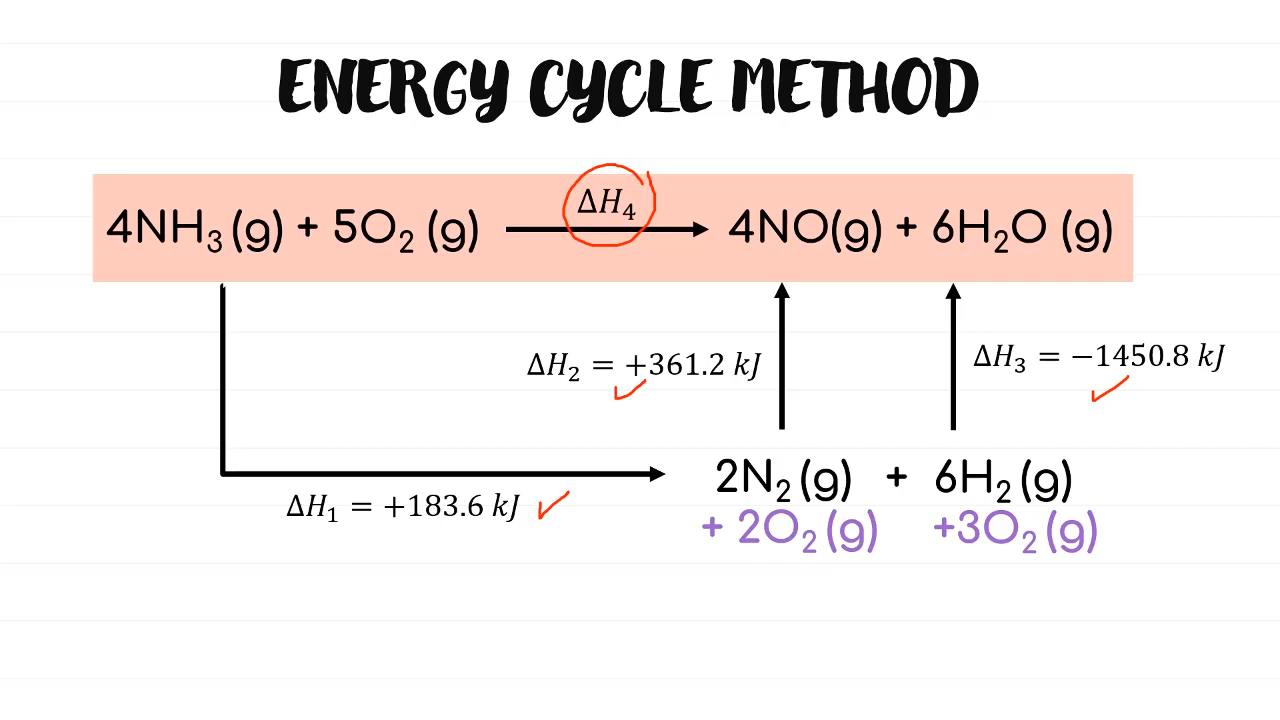 ENERGY CYCLE METHOD
4NH₃(g) + 5O₂ (g) ΔH₄ 4NO(g) + 6H₂O (g)
ΔH₂ = +361.2 kJ
ΔH₃ = −1450.8 kJ
2N₂(g) + 6H₂(g)
+ 2O₂(g) +3O₂(g)
ΔH₁ = +183.6 kJ